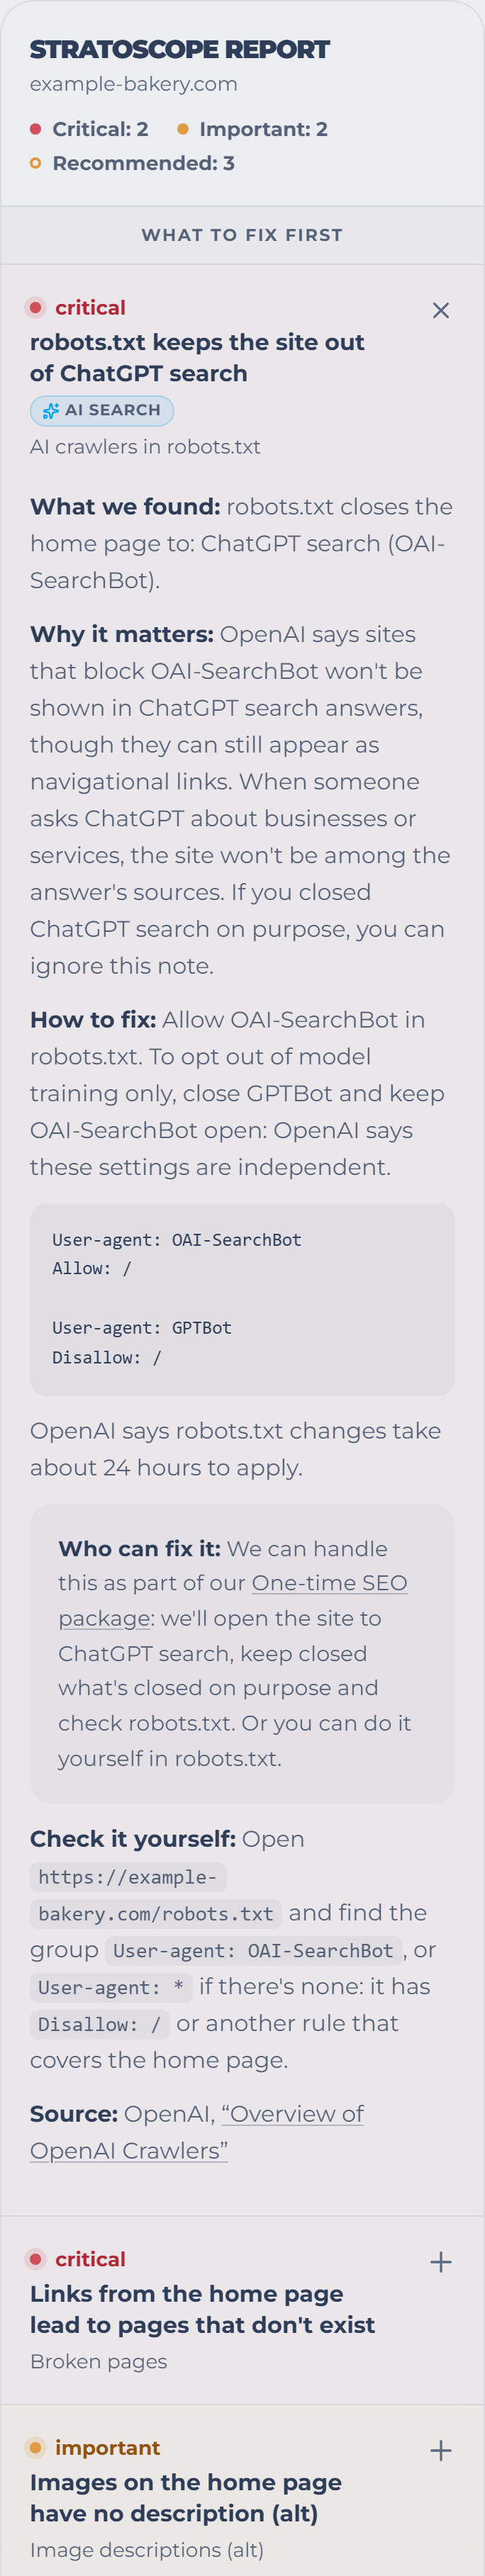 STRATOSCOPE REPORT
example-bakery.com
Critical: 2 Important: 2
Recommended: 3
WHAT TO FIX FIRST
critical
robots.txt keeps the site out
of ChatGPT search
AI SEARCH
AI crawlers in robots.txt
What we found: robots.txt closes the
home page to: ChatGPT search (OAI-
SearchBot).
Why it matters: OpenAI says sites
that block OAI-SearchBot won't be
shown in ChatGPT search answers,
though they can still appear as
navigational links. When someone
asks ChatGPT about businesses or
services, the site won't be among the
answer's sources. If you closed
ChatGPT search on purpose, you can
ignore this note.
How to fix: Allow OAI-SearchBot in
robots.txt. To opt out of model
training only, close GPTBot and keep
OAI-SearchBot open: OpenAI says
these settings are independent.
User-agent: OAI-SearchBot
Allow: /
User-agent: GPTBot
Disallow: /
OpenAI says robots.txt changes take
about 24 hours to apply.
Who can fix it: We can handle
this as part of our One-time SEO
package: we'll open the site to
ChatGPT search, keep closed
what's closed on purpose and
check robots.txt. Or you can do it
yourself in robots.txt.
Check it yourself: Open
https://example-
bakery.com/robots.txt and find the
group User-agent: OAI-SearchBot, or
User-agent: * if there's none: it has
Disallow: / or another rule that
covers the home page.
Source: OpenAI, “Overview of
OpenAI Crawlers”
critical
Links from the home page
lead to pages that don't exist
Broken pages
important
Images on the home page
have no description (alt)
Image descriptions (alt)